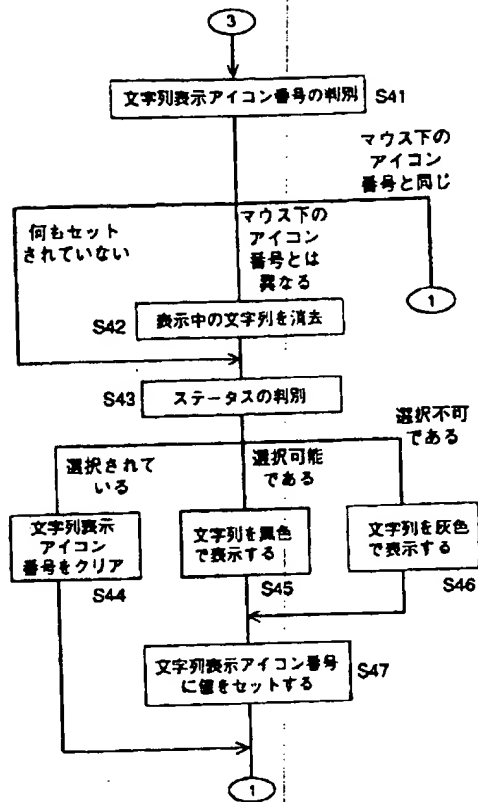 3
文字列表示アイコン番号の判別
S41
マウス下の
アイコン
番号と同じ
何もセット
されていない
マウス下の
アイコン
番号とは
異なる
1
S42
表示中の文字列を消去
S43
ステータスの判別
選択されて
いる
選択可能
である
選択不可
である
文字列表示
アイコン
番号をクリア
S44
文字列を黒色
で表示する
S45
文字列を灰色
で表示する
S46
文字列表示アイコン番号
に値をセットする
S47
1